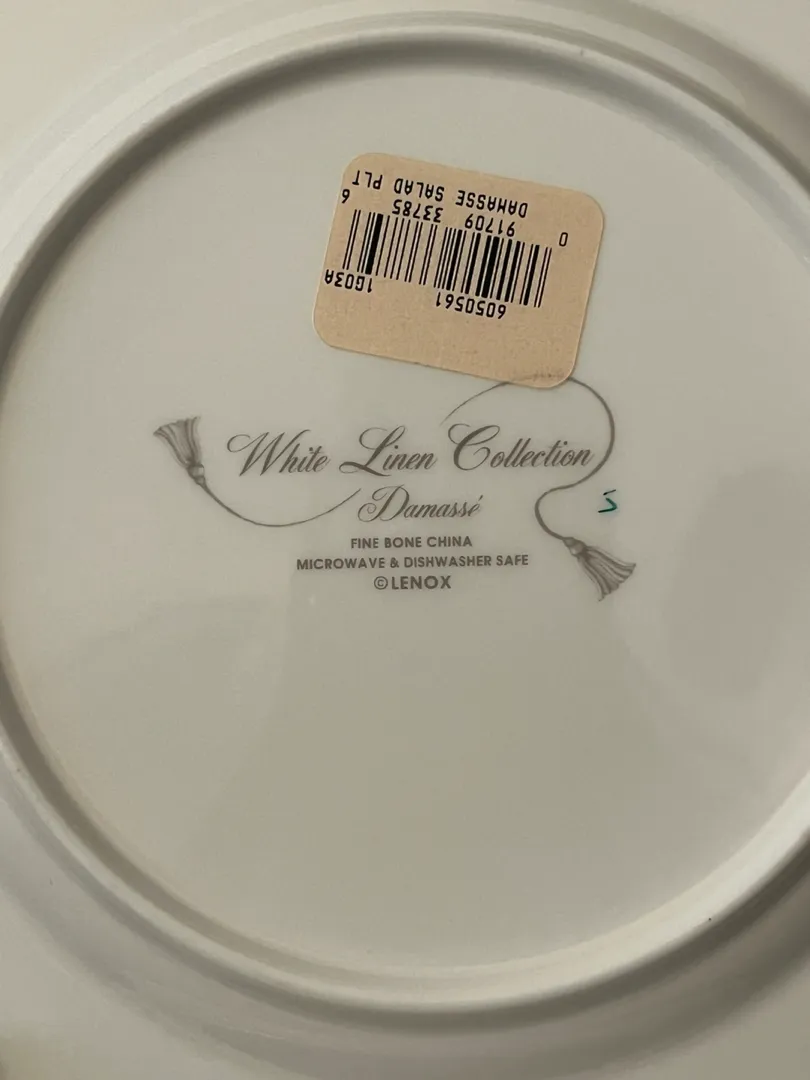 DAMASSE SALAD PLT
0 91709 33785 6
6050561 1G03A
White Linen Collection
Damassé
FINE BONE CHINA
MICROWAVE & DISHWASHER SAFE
©LENOX